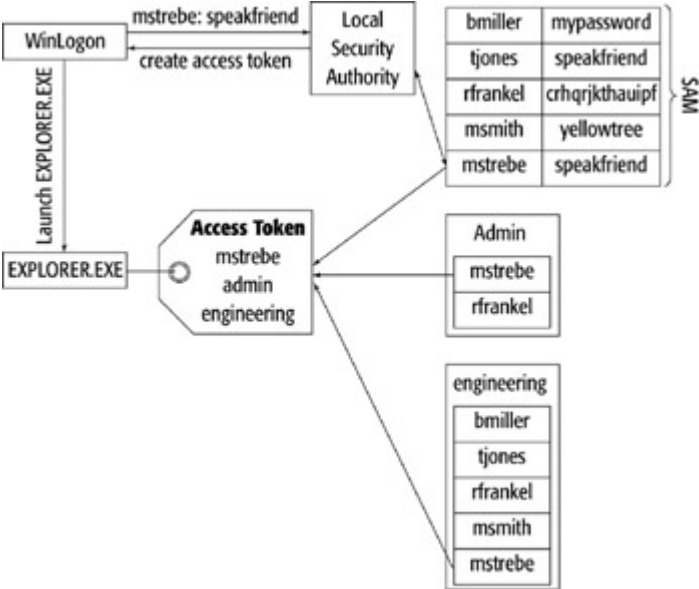 WinLogon
mstrebe: speakfriend
create access token
Local
Security
Authority
bmiller mypassword
tjones speakfriend
rfrankel crhqrjkthauipf
msmith yellowtree
mstrebe speakfriend
SAM
Launch EXPLORER.EXE
EXPLORER.EXE
Access Token
mstrebe
admin
engineering
Admin
mstrebe
rfrankel
engineering
bmiller
tjones
rfrankel
msmith
mstrebe